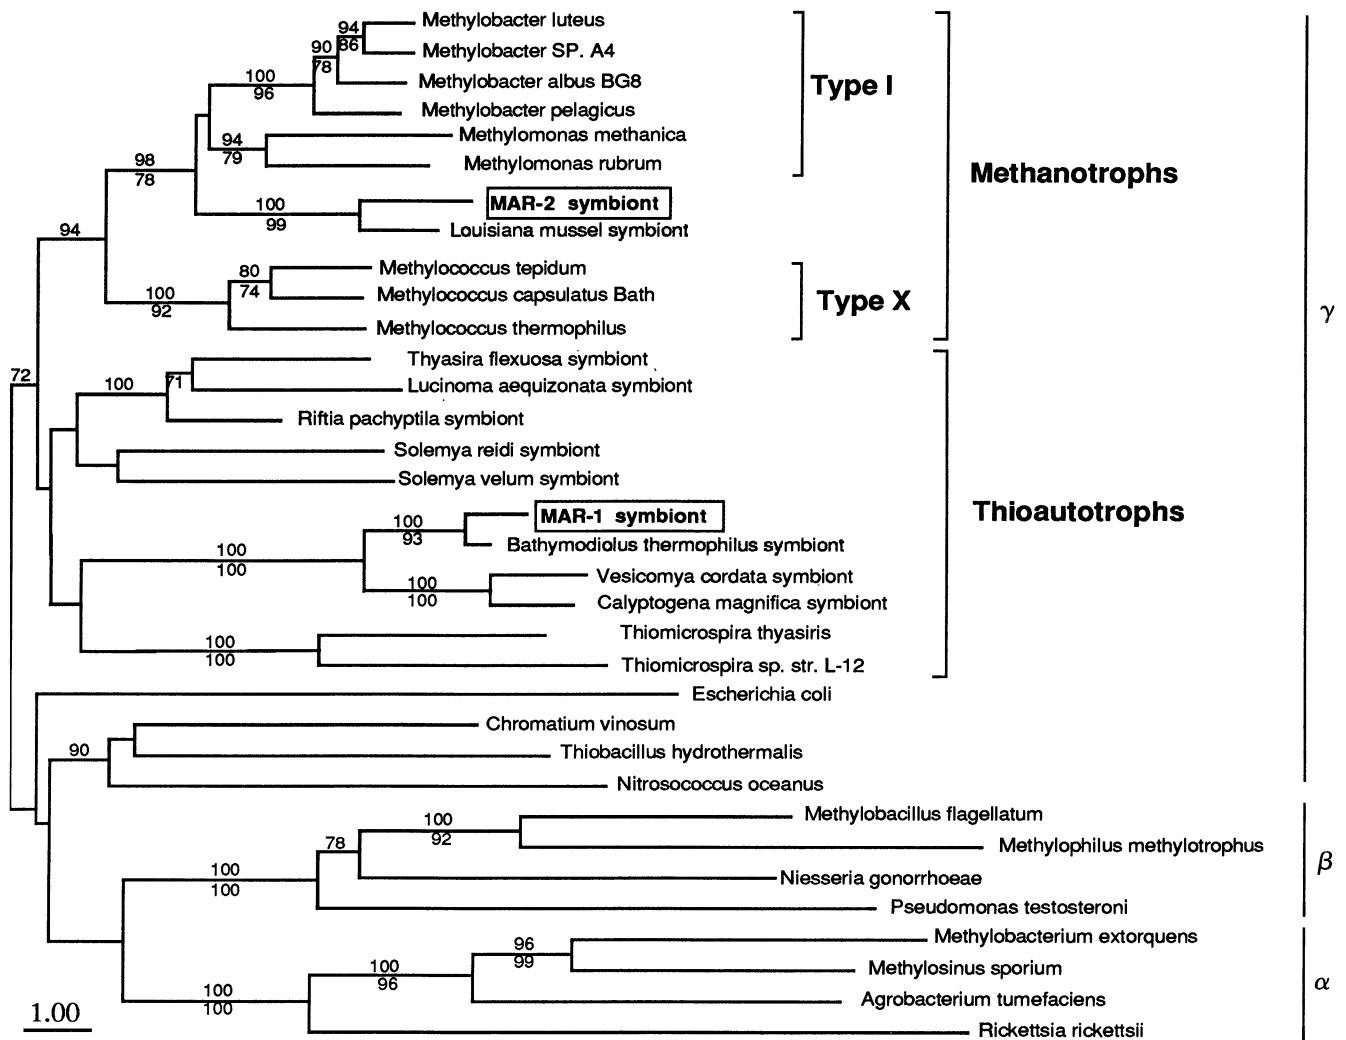 Methylobacter luteus
94
86
Methylobacter SP. A4
90
78
Methylobacter albus BG8
Type I
100
96
Methylobacter pelagicus
Methylomonas methanica
94
79
Methylomonas rubrum
98
78
Methanotrophs
MAR-2 symbiont
100
99
Louisiana mussel symbiont
94
Methylococcus tepidum
80
74
Methylococcus capsulatus Bath
Type X
100
92
Methylococcus thermophilus
γ
Thyasira flexuosa symbiont
72
100
71
Lucinoma aequizonata symbiont
Riftia pachyptila symbiont
Solemya reidi symbiont
Solemya velum symbiont
MAR-1 symbiont
Thioautotrophs
100
93
Bathymodiolus thermophilus symbiont
100
100
Vesicomya cordata symbiont
100
100
Calyptogena magnifica symbiont
Thiomicrospira thyasiris
100
100
Thiomicrospira sp. str. L-12
Escherichia coli
Chromatium vinosum
90
Thiobacillus hydrothermalis
Nitrosococcus oceanus
Methylobacillus flagellatum
100
92
Methylophilus methylotrophus
78
β
100
100
Niesseria gonorrhoeae
Pseudomonas testosteroni
Methylobacterium extorquens
96
99
Methylosinus sporium
100
96
α
100
100
Agrobacterium tumefaciens
1.00
Rickettsia rickettsii